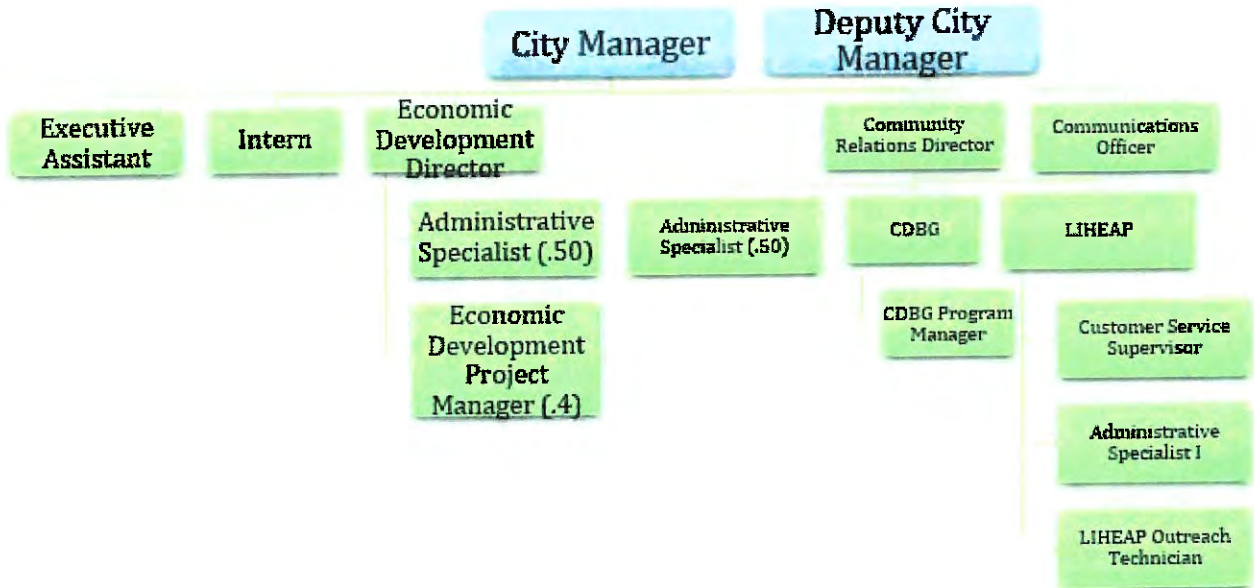 City Manager
Deputy City
Manager
Executive
Assistant
Intern
Economic
Development
Director
Community
Relations Director
Communications
Officer
Administrative
Specialist (.50)
Administrative
Specialist (.50)
CDBG
LIHEAP
Economic
Development
Project
Manager (.4)
CDBG Program
Manager
Customer Service
Supervisor
Administrative
Specialist I
LIHEAP Outreach
Technician